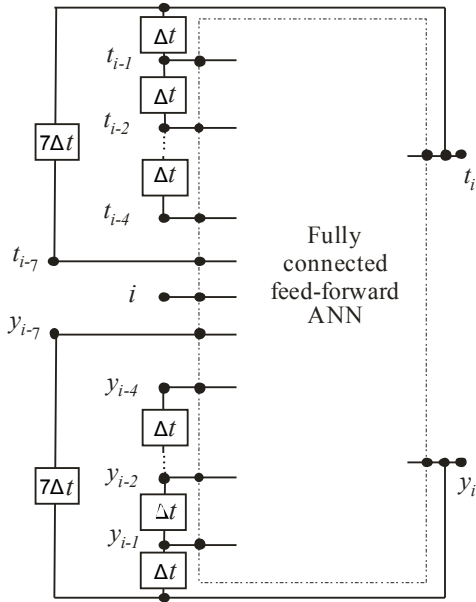 Δt
t_{i-1}
Δt
t_{i-2}
7Δt
Δt
t_i
t_{i-4}
t_{i-7}
Fully
connected
feed-forward
ANN
i
y_{i-7}
y_{i-4}
Δt
7Δt
y_{i-2}
y_i
Δt
y_{i-1}
Δt